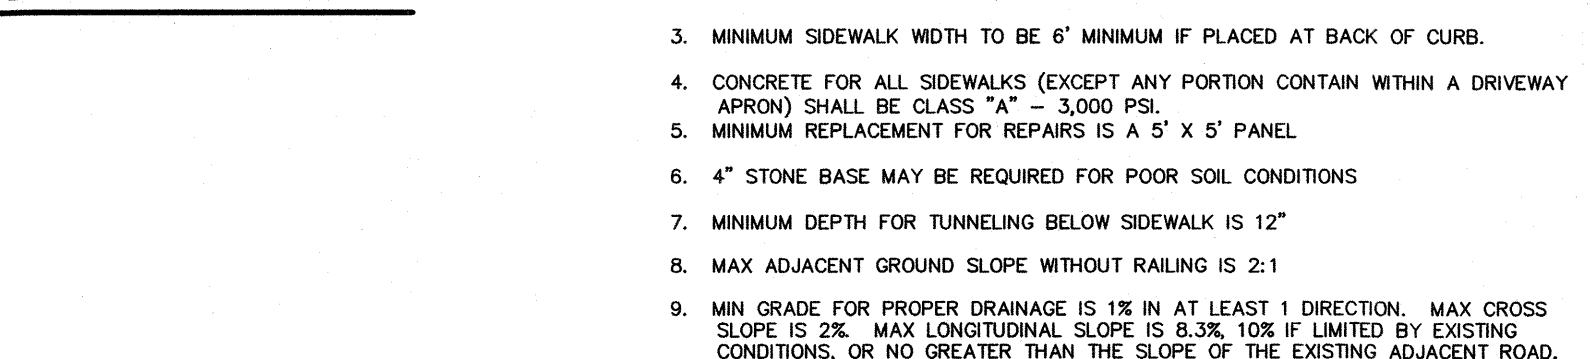 3. MINIMUM SIDEWALK WIDTH TO BE 6' MINIMUM IF PLACED AT BACK OF CURB.
4. CONCRETE FOR ALL SIDEWALKS (EXCEPT ANY PORTION CONTAIN WITHIN A DRIVEWAY
APRON) SHALL BE CLASS "A" – 3,000 PSI.
5. MINIMUM REPLACEMENT FOR REPAIRS IS A 5' X 5' PANEL
6. 4" STONE BASE MAY BE REQUIRED FOR POOR SOIL CONDITIONS
7. MINIMUM DEPTH FOR TUNNELING BELOW SIDEWALK IS 12"
8. MAX ADJACENT GROUND SLOPE WITHOUT RAILING IS 2:1
9. MIN GRADE FOR PROPER DRAINAGE IS 1% IN AT LEAST 1 DIRECTION. MAX CROSS
SLOPE IS 2%. MAX LONGITUDINAL SLOPE IS 8.3%, 10% IF LIMITED BY EXISTING
CONDITIONS, OR NO GREATER THAN THE SLOPE OF THE EXISTING ADJACENT ROAD.